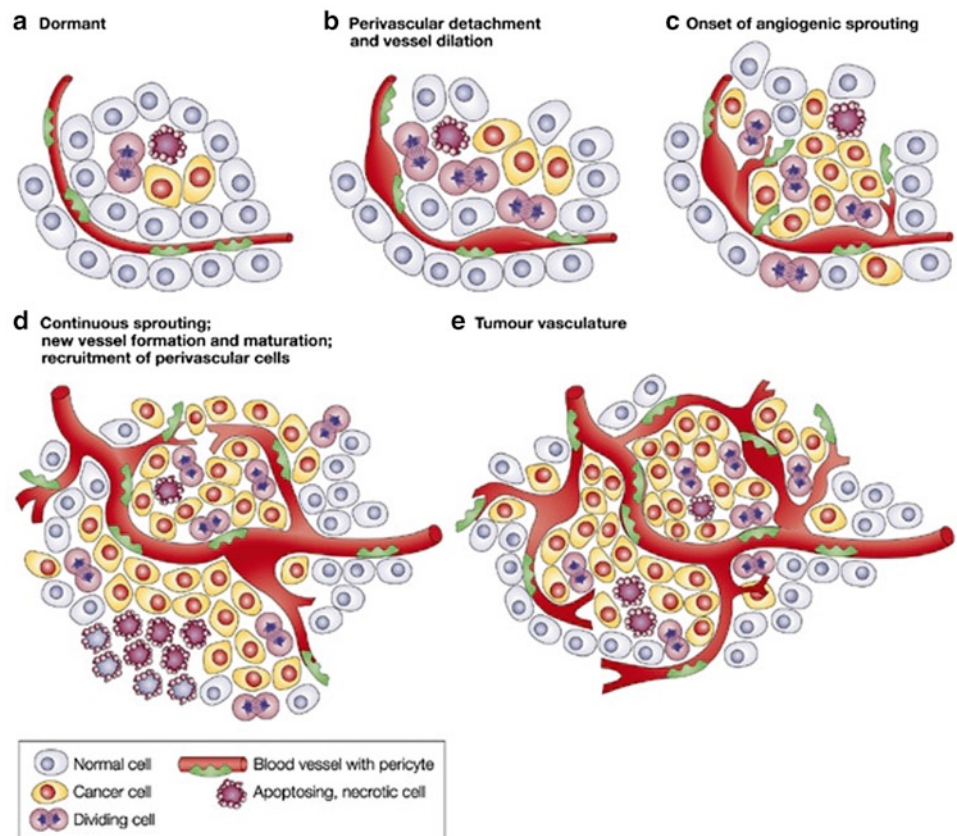 a Dormant
b Perivascular detachment
and vessel dilation
c Onset of angiogenic sprouting
d Continuous sprouting;
new vessel formation and maturation;
recruitment of perivascular cells
e Tumour vasculature
Normal cell
Cancer cell
Dividing cell
Blood vessel with pericyte
Apoptosing, necrotic cell